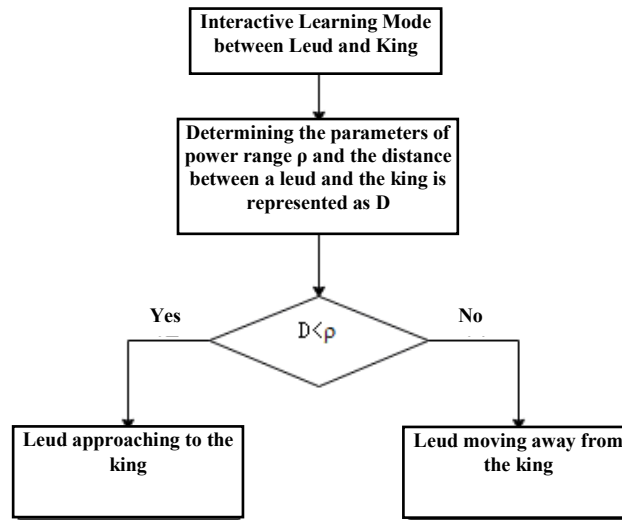 Interactive Learning Mode
between Leud and King
Determining the parameters of
power range ρ and the distance
between a leud and the king is
represented as D
Yes
No
D<ρ
Leud approaching to the
king
Leud moving away from
the king